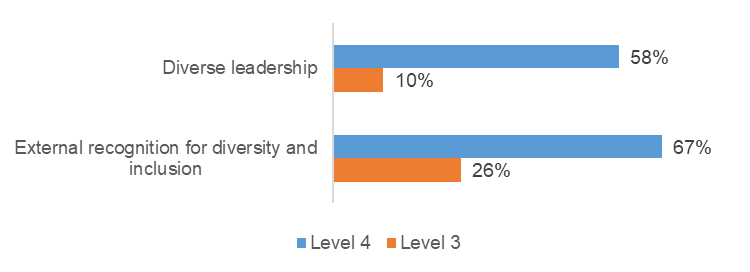 Diverse leadership
58%
10%
External recognition for diversity and
inclusion
67%
26%
Level 4
Level 3